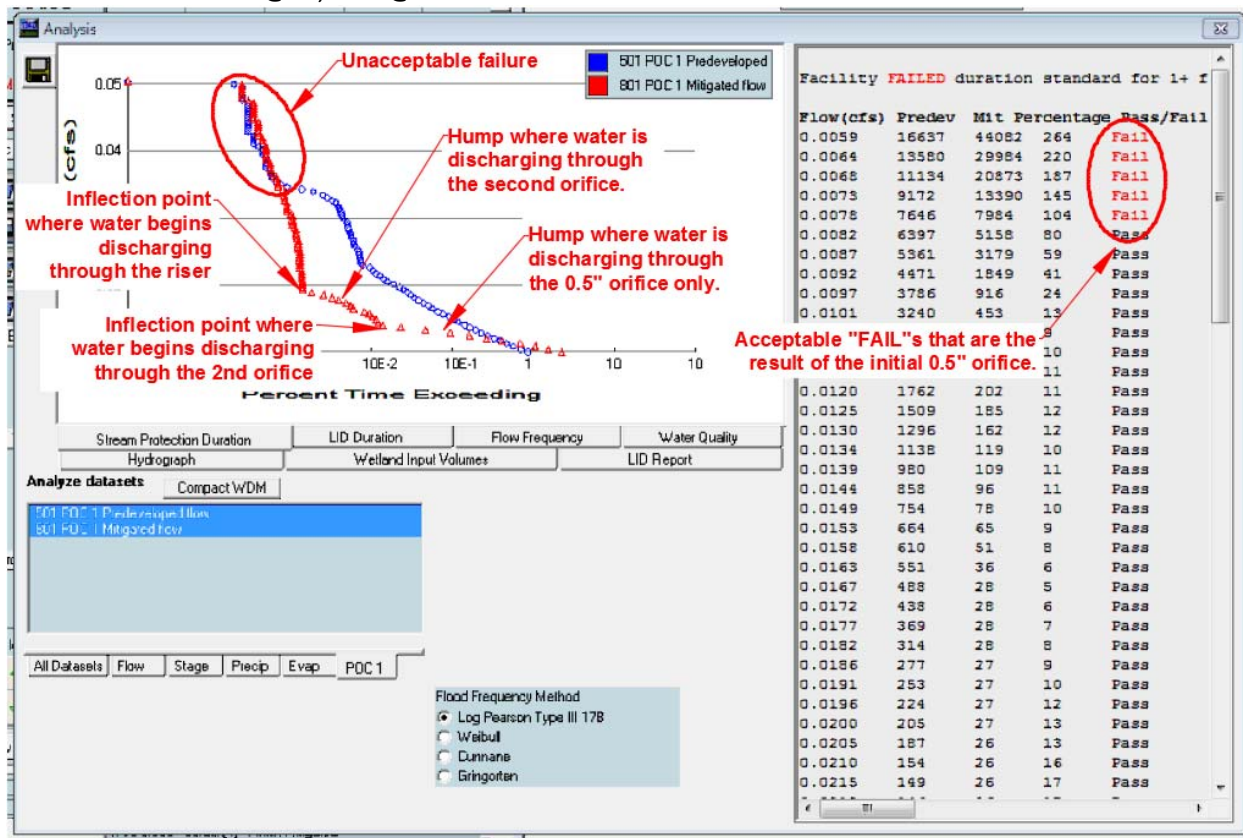 Analysis
Unacceptable failure
501 POC 1 Predeveloped
801 POC 1 Mitigated flow
0.05
(cfs)
0.04
Hump where water is
discharging through
the second orifice.
Inflection point
where water begins
discharging
through the riser
Hump where water is
discharging through
the 0.5" orifice only.
Inflection point where
water begins discharging
through the 2nd orifice
10E-2 10E-1 1 10 10
Percent Time Exceeding
Stream Protection Duration LID Duration Flow Frequency Water Quality
Hydrograph Wetland Input Volumes LID Report
Analyze datasets Compact WDM
501 POC 1 Predeveloped flow
801 POC 1 Mitigated flow
All Datasets Flow Stage Precip Evap POC 1
Flood Frequency Method
Log Pearson Type III 17B
Weibull
Cunnane
Gringorten
Facility FAILED duration standard for 1+ f
Flow(cfs) Predev Mit Percentage Pass/Fail
0.0059 16637 44082 264 Fail
0.0064 13580 29984 220 Fail
0.0068 11134 20873 187 Fail
0.0073 9172 13390 145 Fail
0.0078 7646 7984 104 Fail
0.0082 6397 5158 80 Pass
0.0087 5361 3179 59 Pass
0.0092 4471 1849 41 Pass
0.0097 3786 916 24 Pass
0.0101 3240 453 13 Pass
9 Pass
10 Pass
11 Pass
Acceptable "FAIL"s that are the
result of the initial 0.5" orifice.
0.0120 1762 202 11 Pass
0.0125 1509 185 12 Pass
0.0130 1296 162 12 Pass
0.0134 1138 119 10 Pass
0.0139 980 109 11 Pass
0.0144 858 96 11 Pass
0.0149 754 78 10 Pass
0.0153 664 65 9 Pass
0.0158 610 51 8 Pass
0.0163 551 36 6 Pass
0.0167 488 28 5 Pass
0.0172 438 28 6 Pass
0.0177 369 28 7 Pass
0.0182 314 28 8 Pass
0.0186 277 27 9 Pass
0.0191 253 27 10 Pass
0.0196 224 27 12 Pass
0.0200 205 27 13 Pass
0.0205 187 26 13 Pass
0.0210 154 26 16 Pass
0.0215 149 26 17 Pass